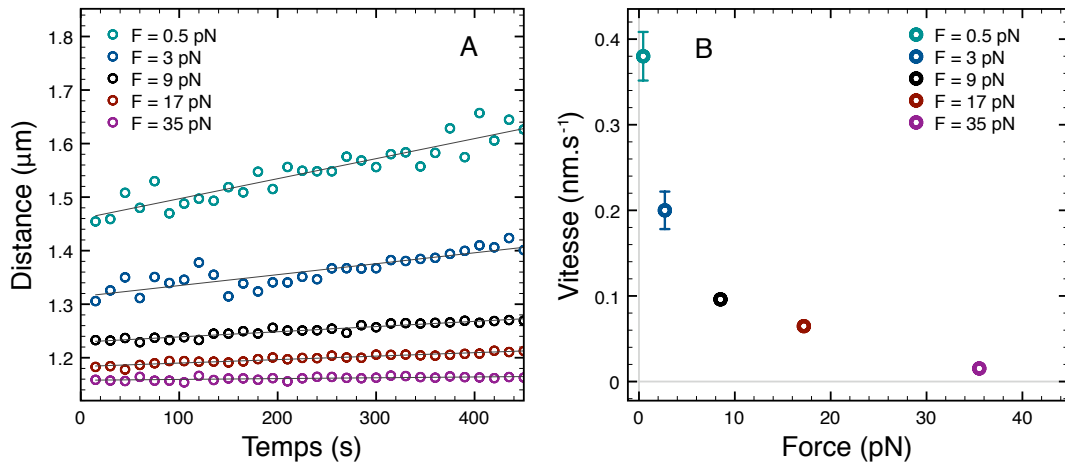 A
F = 0.5 pN
F = 3 pN
F = 9 pN
F = 17 pN
F = 35 pN
Distance (µm)
1.8
1.7
1.6
1.5
1.4
1.3
1.2
0
100
200
300
400
Temps (s)
B
F = 0.5 pN
F = 3 pN
F = 9 pN
F = 17 pN
F = 35 pN
Vitesse (nm.s⁻¹)
0.4
0.3
0.2
0.1
0
0
10
20
30
40
Force (pN)